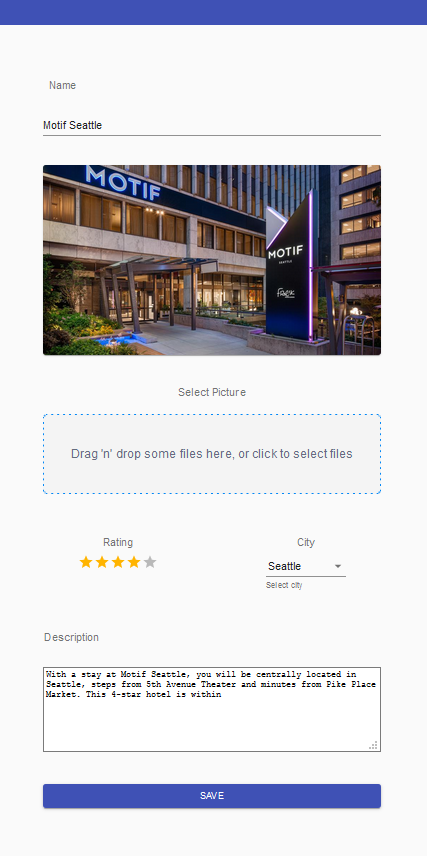 Name
Motif Seattle
MOTIF
MOTIF
SEATTLE
Select Picture
Drag 'n' drop some files here, or click to select files
Rating
City
Seattle
Select city
Description
With a stay at Motif Seattle, you will be centrally located in
Seattle, steps from 5th Avenue Theater and minutes from Pike Place
Market. This 4-star hotel is within
SAVE